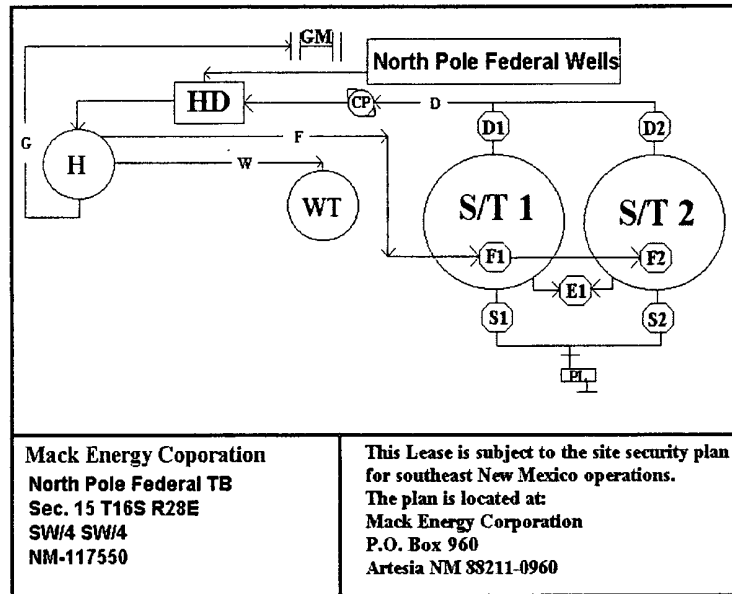 GM
North Pole Federal Wells
HD
CP
D
D1
D2
G
F
H
W
WT
S/T 1
S/T 2
F1
F2
E1
S1
S2
PL
Mack Energy Coporation
North Pole Federal TB
Sec. 15 T16S R28E
SW/4 SW/4
NM-117550
This Lease is subject to the site security plan
for southeast New Mexico operations.
The plan is located at:
Mack Energy Corporation
P.O. Box 960
Artesia NM 88211-0960